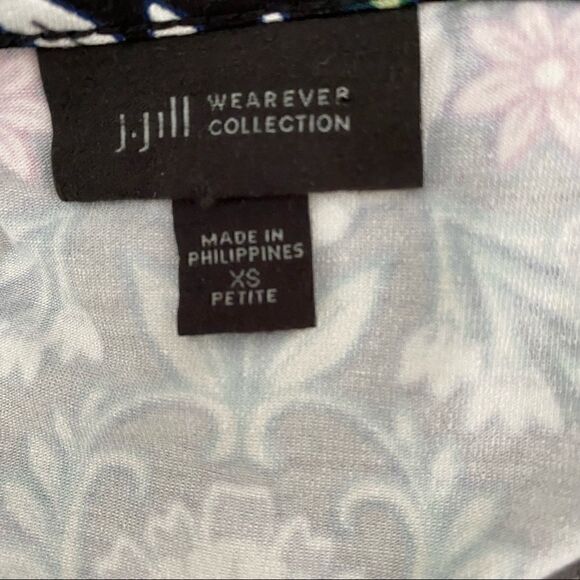 j.jill WEAREVER
COLLECTION
MADE IN
PHILIPPINES
XS
PETITE